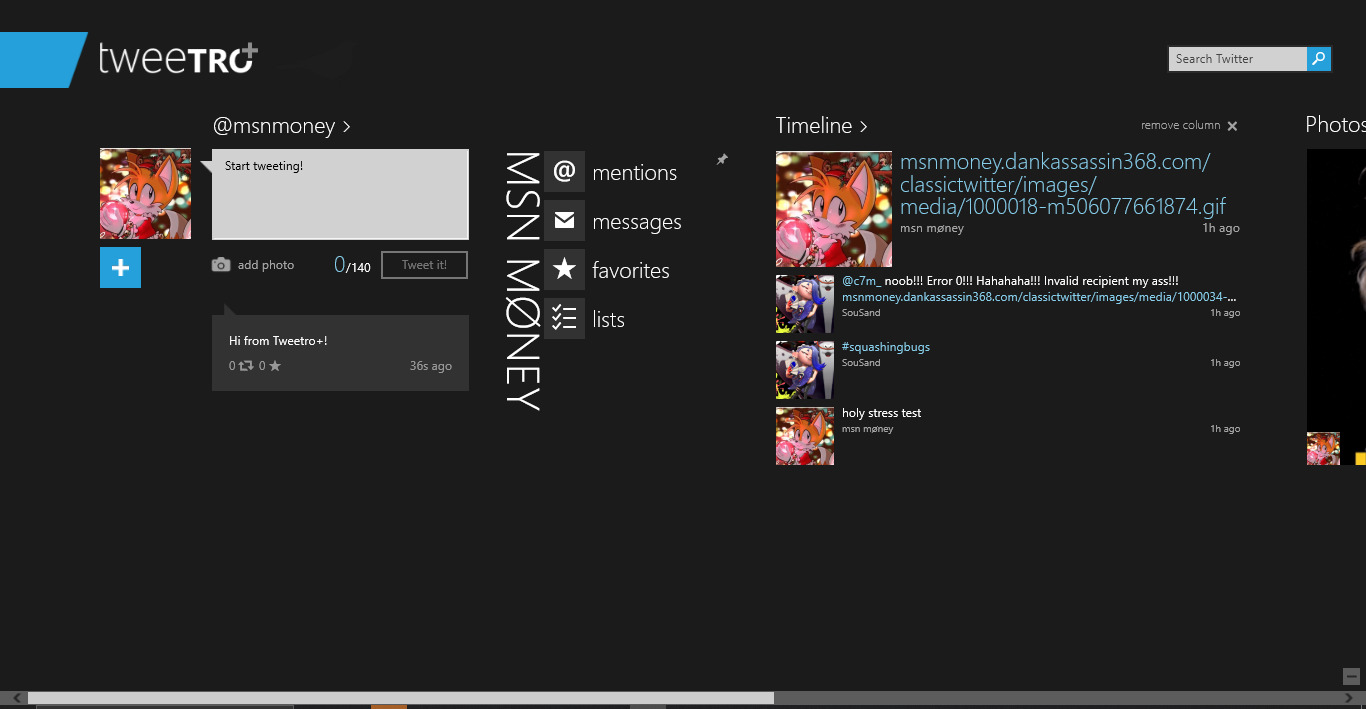 tweeTRO+
Search Twitter
@msnmoney >
Start tweeting!
add photo
0/140
Tweet it!
Hi from Tweetro+!
0 0
36s ago
MSN MØNEY
@ mentions
messages
favorites
lists
Timeline >
remove column
msnmoney.dankassassin368.com/
classictwitter/images/
media/1000018-m506077661874.gif
msn møney
1h ago
@c7m_ noob!!! Error 0!!! Hahahaha!!! Invalid recipient my ass!!!
msnmoney.dankassassin368.com/classictwitter/images/media/1000034-...
SouSand
1h ago
#squashingbugs
SouSand
1h ago
holy stress test
msn møney
1h ago
Photos